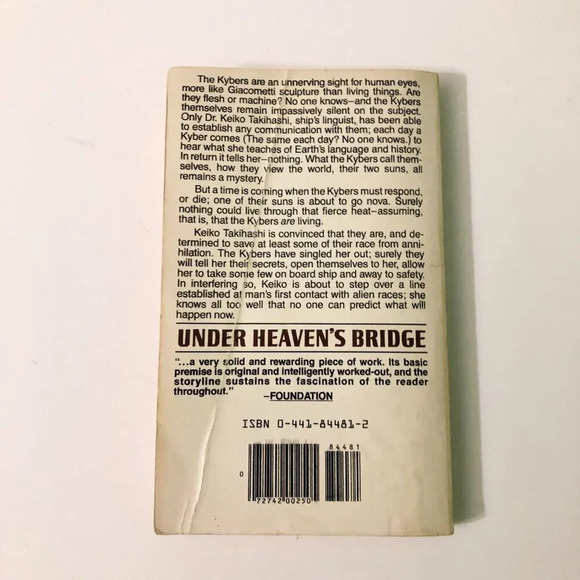 The Kybers are an unnerving sight for human eyes,
more like Giacometti sculpture than living things. Are
they flesh or machine? No one knows—and the Kybers
themselves remain impassively silent on the subject.
Only Dr. Keiko Takihashi, ship's linguist, has been able
to establish any communication with them; each day a
Kyber comes (The same each day? No one knows.) to
hear what she teaches of Earth's language and history.
In return it tells her—nothing. What the Kybers call them-
selves, how they view the world, their two suns, all
remains a mystery.
But a time is coming when the Kybers must respond,
or die; one of their suns is about to go nova. Surely
nothing could live through that fierce heat—assuming,
that is, that the Kybers are living.
Keiko Takihashi is convinced that they are, and de-
termined to save at least some of their race from anni-
hilation. The Kybers have singled her out; surely they
will tell her their secrets, open themselves to her, allow
her to take some few on board ship and away to safety.
In interfering so, Keiko is about to step over a line
established at man's first contact with alien races; she
knows all too well that no one can predict what will
happen now.
UNDER HEAVEN'S BRIDGE
"...a very solid and rewarding piece of work. Its basic
premise is original and intelligently worked-out, and the
storyline sustains the fascination of the reader
throughout."
—FOUNDATION
ISBN 0-441-84481-2
84481
0
72742 00250